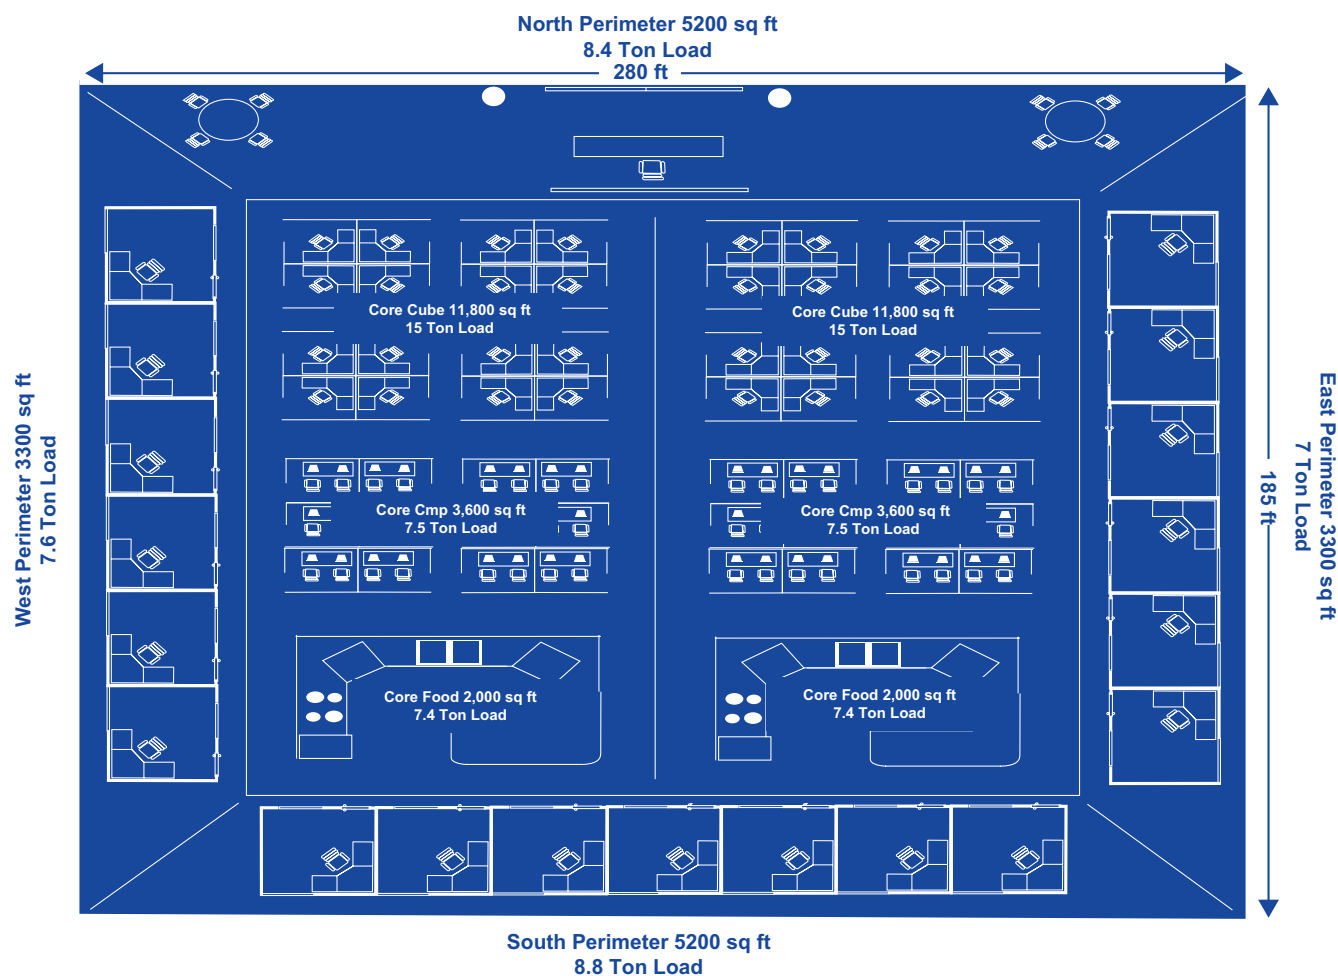 North Perimeter 5200 sq ft
8.4 Ton Load
280 ft
Core Cube 11,800 sq ft
15 Ton Load
Core Cube 11,800 sq ft
15 Ton Load
West Perimeter 3300 sq ft
7.6 Ton Load
East Perimeter 3300 sq ft
7 Ton Load
185 ft
Core Cmp 3,600 sq ft
7.5 Ton Load
Core Cmp 3,600 sq ft
7.5 Ton Load
Core Food 2,000 sq ft
7.4 Ton Load
Core Food 2,000 sq ft
7.4 Ton Load
South Perimeter 5200 sq ft
8.8 Ton Load